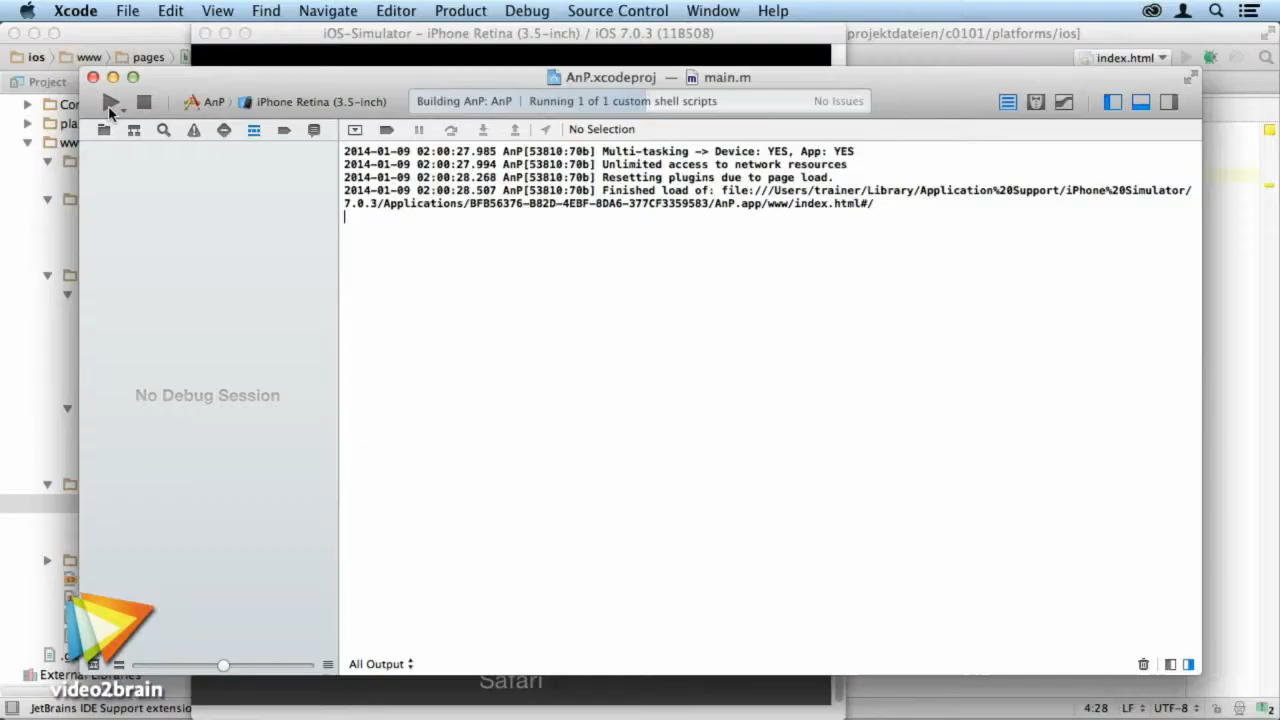 Xcode File Edit View Find Navigate Editor Product Debug Source Control Window Help
iOS-Simulator – iPhone Retina (3.5-inch) / iOS 7.0.3 (11B508)
projektdateien/c0101/platforms/ios]
ios www pages
index.html
Project
AnP.xcodeproj — main.m
AnP iPhone Retina (3.5-inch)
Building AnP: AnP | Running 1 of 1 custom shell scripts No Issues
No Selection
2014-01-09 02:00:27.985 AnP[53810:70b] Multi-tasking -> Device: YES, App: YES
2014-01-09 02:00:27.994 AnP[53810:70b] Unlimited access to network resources
2014-01-09 02:00:28.268 AnP[53810:70b] Resetting plugins due to page load.
2014-01-09 02:00:28.507 AnP[53810:70b] Finished load of: file:///Users/trainer/Library/Application%20Support/iPhone%20Simulator/
7.0.3/Applications/BFB56376-B82D-4EBF-8DA6-377CF3359583/AnP.app/www/index.html#/
No Debug Session
All Output
External Libraries
Safari
video2brain
JetBrains IDE Support extensio
4:28 LF UTF-8
2